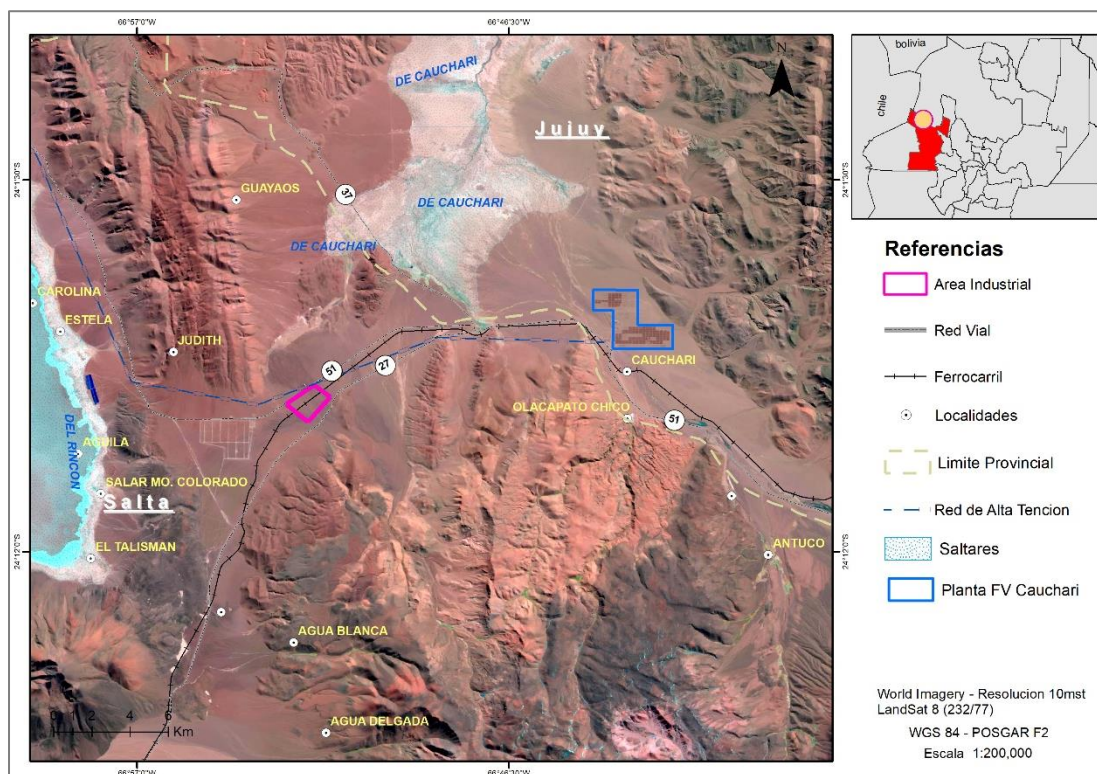 66°57'0"W
66°46'30"W
24°1'30"S
24°1'30"S
24°12'0"S
24°12'0"S
66°57'0"W
66°46'30"W
N
DE CAUCHARI
Jujuy
GUAYAOS
37
DE CAUCHARI
DE CAUCHARI
CAROLINA
ESTELA
JUDITH
51
27
CAUCHARI
OLACAPATO CHICO
51
DEL RINCON
AGUILA
SALAR MO. COLORADO
Salta
EL TALISMAN
ANTUCO
AGUA BLANCA
AGUA DELGADA
0 1 2 4 6
Km
bolivia
chile
Referencias
Area Industrial
Red Vial
Ferrocarril
Localidades
Limite Provincial
Red de Alta Tencion
Saltares
Planta FV Cauchari
World Imagery - Resolucion 10mst
LandSat 8 (232/77)
WGS 84 - POSGAR F2
Escala 1:200,000